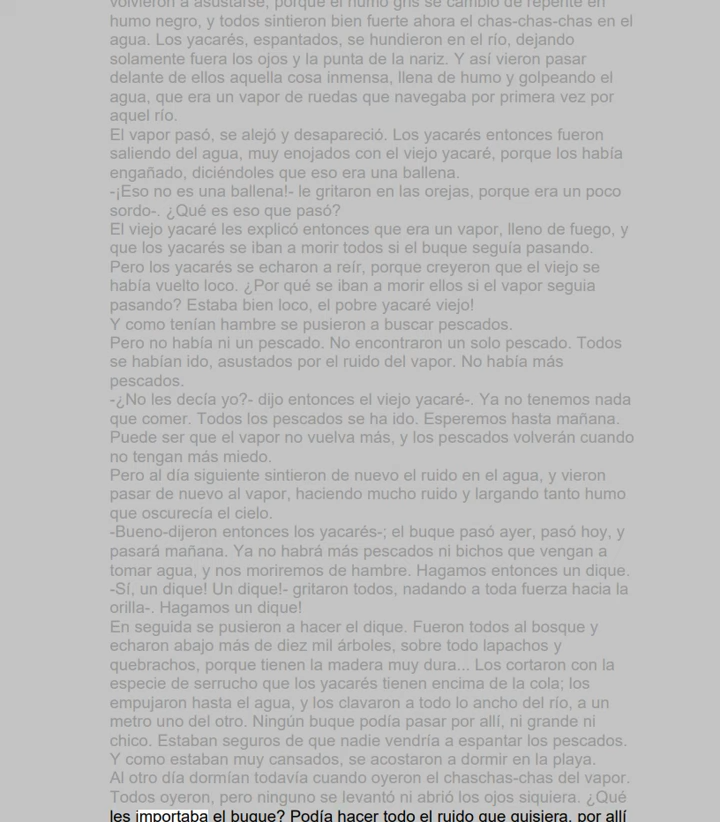 volvieron a asustarse, porque el humo gris se cambió de repente en
humo negro, y todos sintieron bien fuerte ahora el chas-chas-chas en el
agua. Los yacarés, espantados, se hundieron en el río, dejando
solamente fuera los ojos y la punta de la nariz. Y así vieron pasar
delante de ellos aquella cosa inmensa, llena de humo y golpeando el
agua, que era un vapor de ruedas que navegaba por primera vez por
aquel río.
El vapor pasó, se alejó y desapareció. Los yacarés entonces fueron
saliendo del agua, muy enojados con el viejo yacaré, porque los había
engañado, diciéndoles que eso era una ballena.
-¡Eso no es una ballena!- le gritaron en las orejas, porque era un poco
sordo-. ¿Qué es eso que pasó?
El viejo yacaré les explicó entonces que era un vapor, lleno de fuego, y
que los yacarés se iban a morir todos si el buque seguía pasando.
Pero los yacarés se echaron a reír, porque creyeron que el viejo se
había vuelto loco. ¿Por qué se iban a morir ellos si el vapor seguia
pasando? Estaba bien loco, el pobre yacaré viejo!
Y como tenían hambre se pusieron a buscar pescados.
Pero no había ni un pescado. No encontraron un solo pescado. Todos
se habían ido, asustados por el ruido del vapor. No había más
pescados.
-¿No les decía yo?- dijo entonces el viejo yacaré-. Ya no tenemos nada
que comer. Todos los pescados se ha ido. Esperemos hasta mañana.
Puede ser que el vapor no vuelva más, y los pescados volverán cuando
no tengan más miedo.
Pero al día siguiente sintieron de nuevo el ruido en el agua, y vieron
pasar de nuevo al vapor, haciendo mucho ruido y largando tanto humo
que oscurecía el cielo.
-Bueno-dijeron entonces los yacarés-; el buque pasó ayer, pasó hoy, y
pasará mañana. Ya no habrá más pescados ni bichos que vengan a
tomar agua, y nos moriremos de hambre. Hagamos entonces un dique.
-Sí, un dique! Un dique!- gritaron todos, nadando a toda fuerza hacia la
orilla-. Hagamos un dique!
En seguida se pusieron a hacer el dique. Fueron todos al bosque y
echaron abajo más de diez mil árboles, sobre todo lapachos y
quebrachos, porque tienen la madera muy dura... Los cortaron con la
especie de serrucho que los yacarés tienen encima de la cola; los
empujaron hasta el agua, y los clavaron a todo lo ancho del río, a un
metro uno del otro. Ningún buque podía pasar por allí, ni grande ni
chico. Estaban seguros de que nadie vendría a espantar los pescados.
Y como estaban muy cansados, se acostaron a dormir en la playa.
Al otro día dormían todavía cuando oyeron el chaschas-chas del vapor.
Todos oyeron, pero ninguno se levantó ni abrió los ojos siquiera. ¿Qué
les importaba el buque? Podía hacer todo el ruido que quisiera, por allí